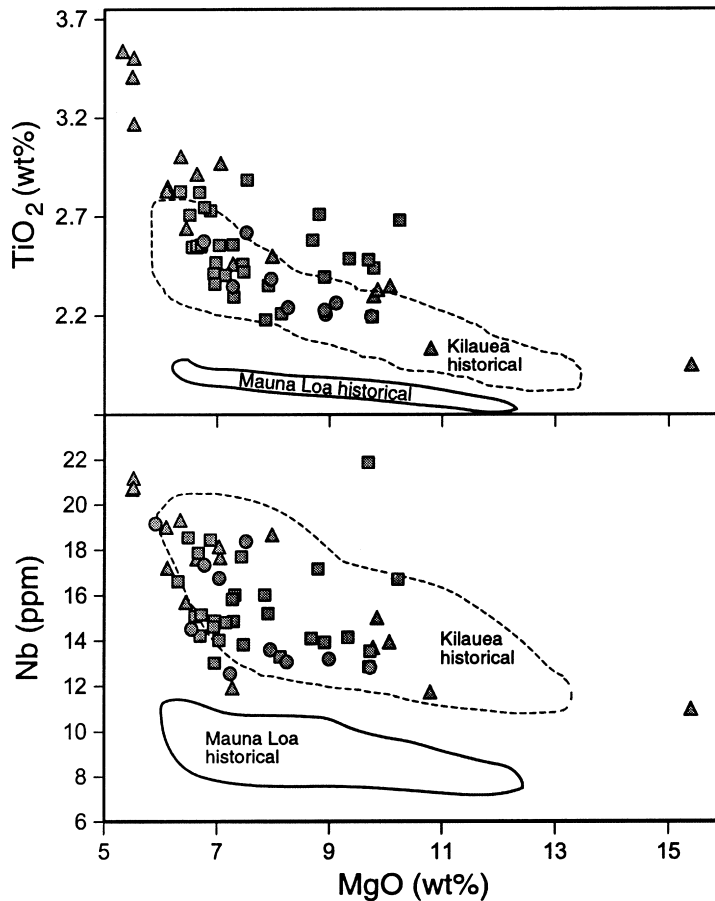 3.7
3.2
2.7
2.2
TiO2 (wt%)
Kilauea
historical
Mauna Loa historical
22
20
18
16
14
12
10
8
6
Nb (ppm)
Kilauea
historical
Mauna Loa
historical
5 7 9 11 13 15
MgO (wt%)